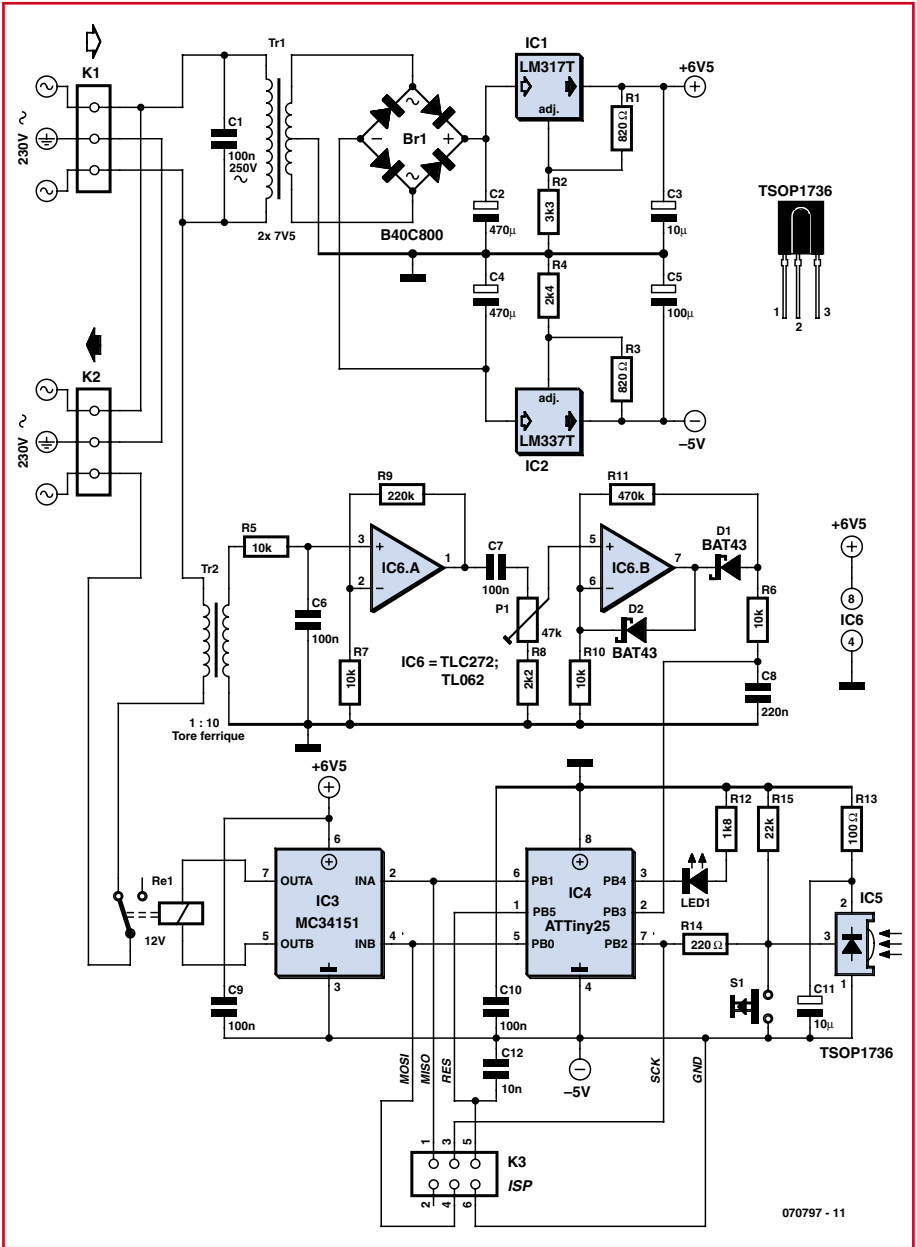 K1
230V ~
C1
100n
250V
~
Tr1
2x 7V5
Br1
B40C800
IC1
LM317T
adj.
R1
820 Ω
+6V5
R2
3k3
C2
470µ
C3
10µ
C4
470µ
R4
2k4
C5
100µ
R3
820 Ω
adj.
LM337T
IC2
–5V
TSOP1736
1
2
3
K2
230V ~
R5
10k
Tr2
1 : 10
Tore ferrique
C6
100n
R9
220k
3
2
1
IC6.A
R7
10k
C7
100n
P1
47k
R8
2k2
IC6 = TLC272;
TL062
R11
470k
5
6
7
IC6.B
D1
BAT43
D2
BAT43
R10
10k
R6
10k
C8
220n
+6V5
8
IC6
4
+6V5
6
7
OUTA
INA
2
IC3
MC34151
5
OUTB
INB
4'
3
Re1
12V
C9
100n
8
6
PB1
PB4
3
1
PB5
IC4
PB3
2
ATTiny25
5
PB0
PB2
7'
4
–5V
C10
100n
C12
10n
LED1
R12
1k8
R15
22k
R13
100 Ω
R14
220 Ω
S1
C11
10µ
IC5
2
3
1
TSOP1736
MOSI
MISO
RES
SCK
GND
1
3
5
2
4
6
K3
ISP
070797 - 11